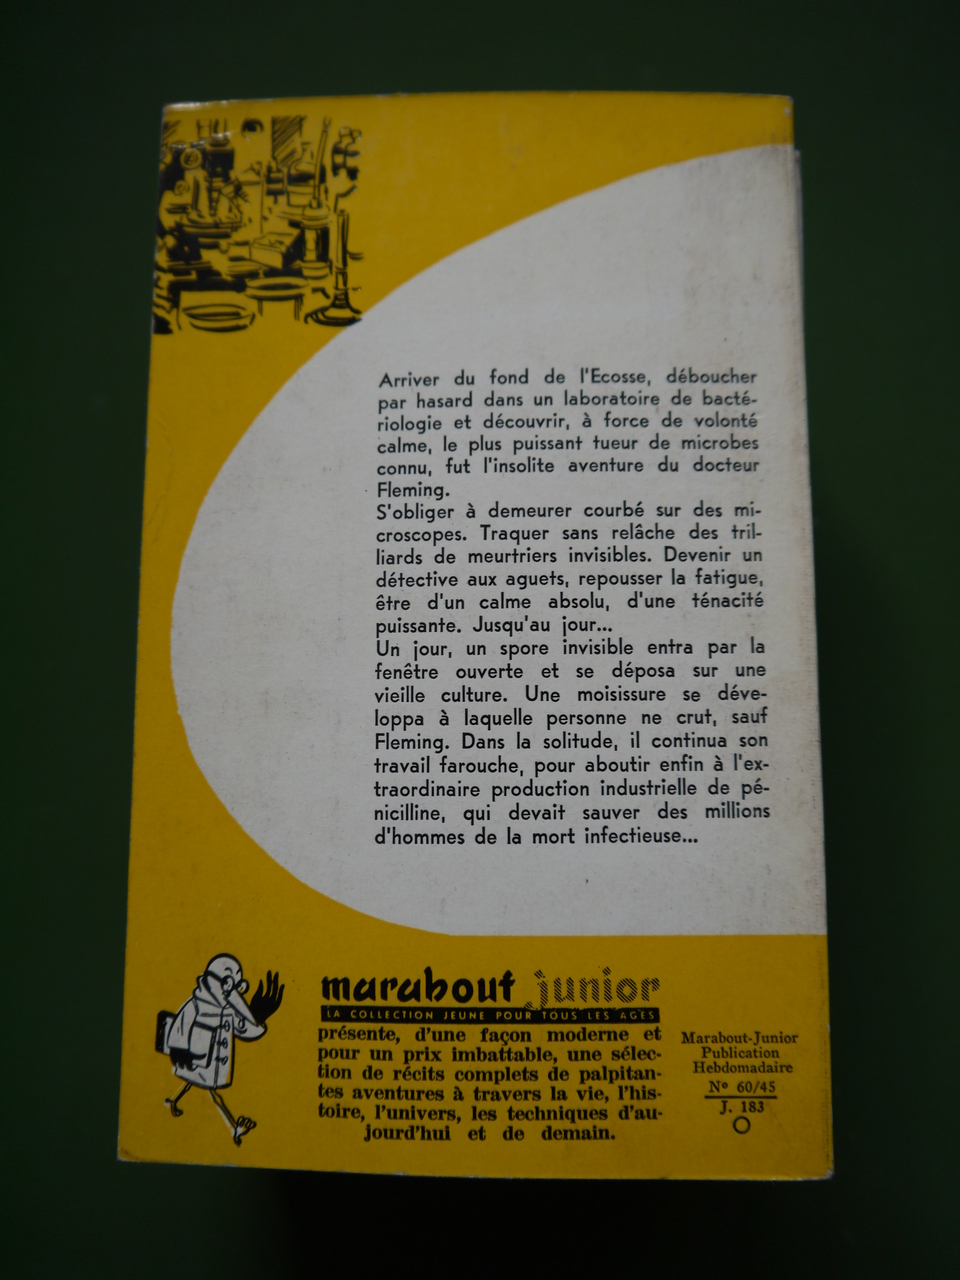 Arriver du fond de l'Ecosse, déboucher
par hasard dans un laboratoire de bacté-
riologie et découvrir, à force de volonté
calme, le plus puissant tueur de microbes
connu, fut l'insolite aventure du docteur
Fleming.
S'obliger à demeurer courbé sur des mi-
croscopes. Traquer sans relâche des tril-
liards de meurtriers invisibles. Devenir un
détective aux aguets, repousser la fatigue,
être d'un calme absolu, d'une ténacité
puissante. Jusqu'au jour...
Un jour, un spore invisible entra par la
fenêtre ouverte et se déposa sur une
vieille culture. Une moisissure se déve-
loppa à laquelle personne ne crut, sauf
Fleming. Dans la solitude, il continua son
travail farouche, pour aboutir enfin à l'ex-
traordinaire production industrielle de pé-
nicilline, qui devait sauver des millions
d'hommes de la mort infectieuse...
marabout junior
LA COLLECTION JEUNE POUR TOUS LES AGES
présente, d'une façon moderne et
pour un prix imbattable, une sélec-
tion de récits complets de palpitan-
tes aventures à travers la vie, l'his-
toire, l'univers, les techniques d'au-
jourd'hui et de demain.
Marabout-Junior
Publication
Hebdomadaire
Nº 60/45
J. 183